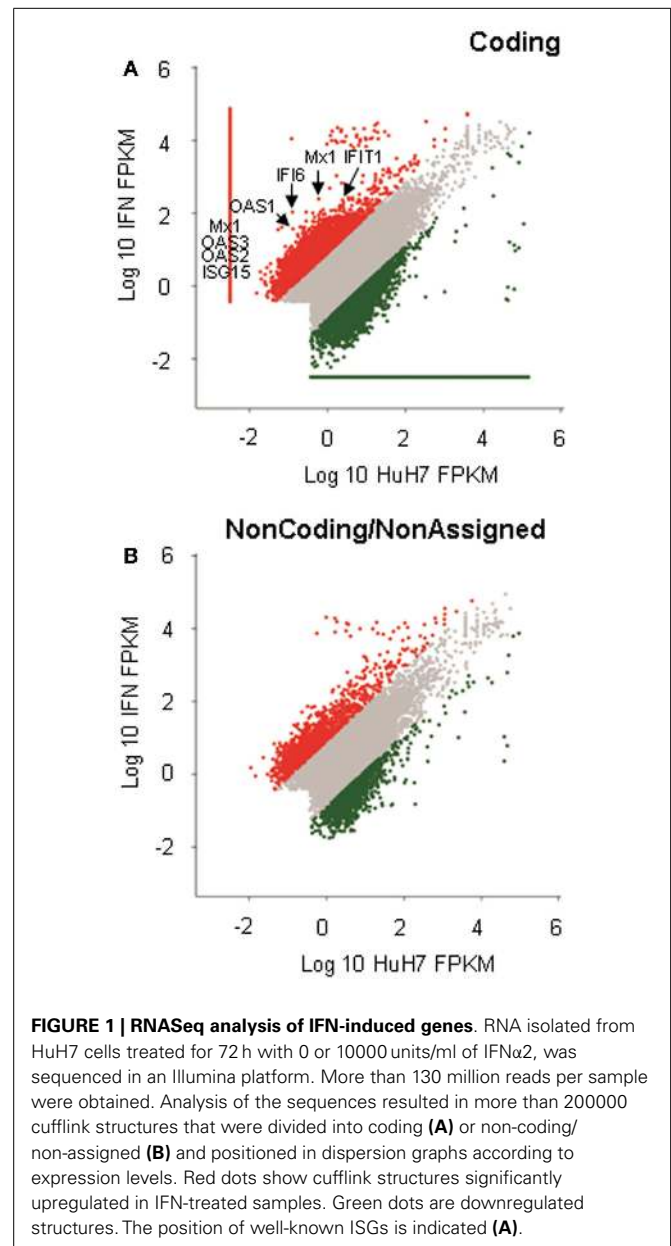 Coding
A
6
4
2
0
-2
Log 10 IFN FPKM
Mx1
IFIT1
IFI6
OAS1
Mx1
OAS3
OAS2
ISG15
-2 0 2 4 6
Log 10 HuH7 FPKM
NonCoding/NonAssigned
B
6
4
2
0
-2
Log 10 IFN FPKM
-2 0 2 4 6
Log 10 HuH7 FPKM
FIGURE 1 | RNASeq analysis of IFN-induced genes. RNA isolated from
HuH7 cells treated for 72 h with 0 or 10000 units/ml of IFNα2, was
sequenced in an Illumina platform. More than 130 million reads per sample
were obtained. Analysis of the sequences resulted in more than 200000
cufflink structures that were divided into coding (A) or non-coding/
non-assigned (B) and positioned in dispersion graphs according to
expression levels. Red dots show cufflink structures significantly
upregulated in IFN-treated samples. Green dots are downregulated
structures. The position of well-known ISGs is indicated (A).